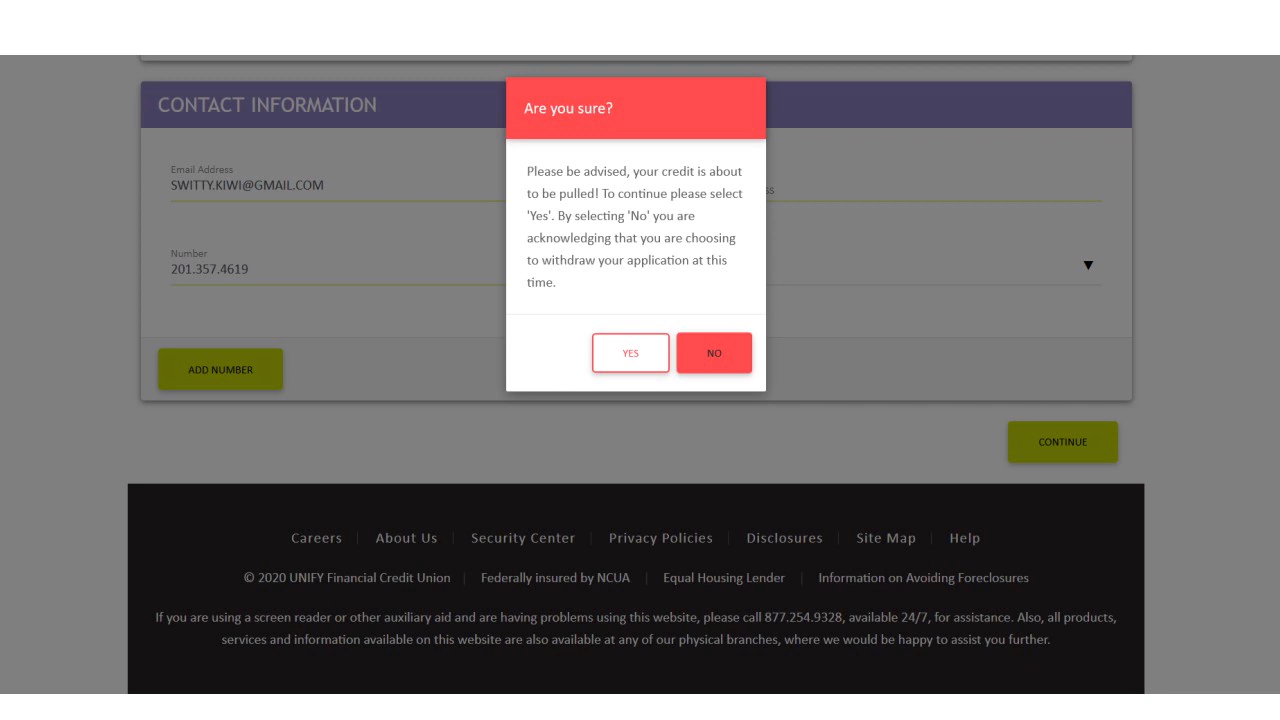 CONTACT INFORMATION
Are you sure?
Please be advised, your credit is about
to be pulled! To continue please select
'Yes'. By selecting 'No' you are
acknowledging that you are choosing
to withdraw your application at this
time.
YES NO
Email Address
SWITTY.KIWI@GMAIL.COM
Number
201.357.4619
ADD NUMBER
CONTINUE
Careers About Us Security Center Privacy Policies Disclosures Site Map Help
© 2020 UNIFY Financial Credit Union Federally insured by NCUA Equal Housing Lender Information on Avoiding Foreclosures
If you are using a screen reader or other auxiliary aid and are having problems using this website, please call 877.254.9328, available 24/7, for assistance. Also, all products,
services and information available on this website are also available at any of our physical branches, where we would be happy to assist you further.